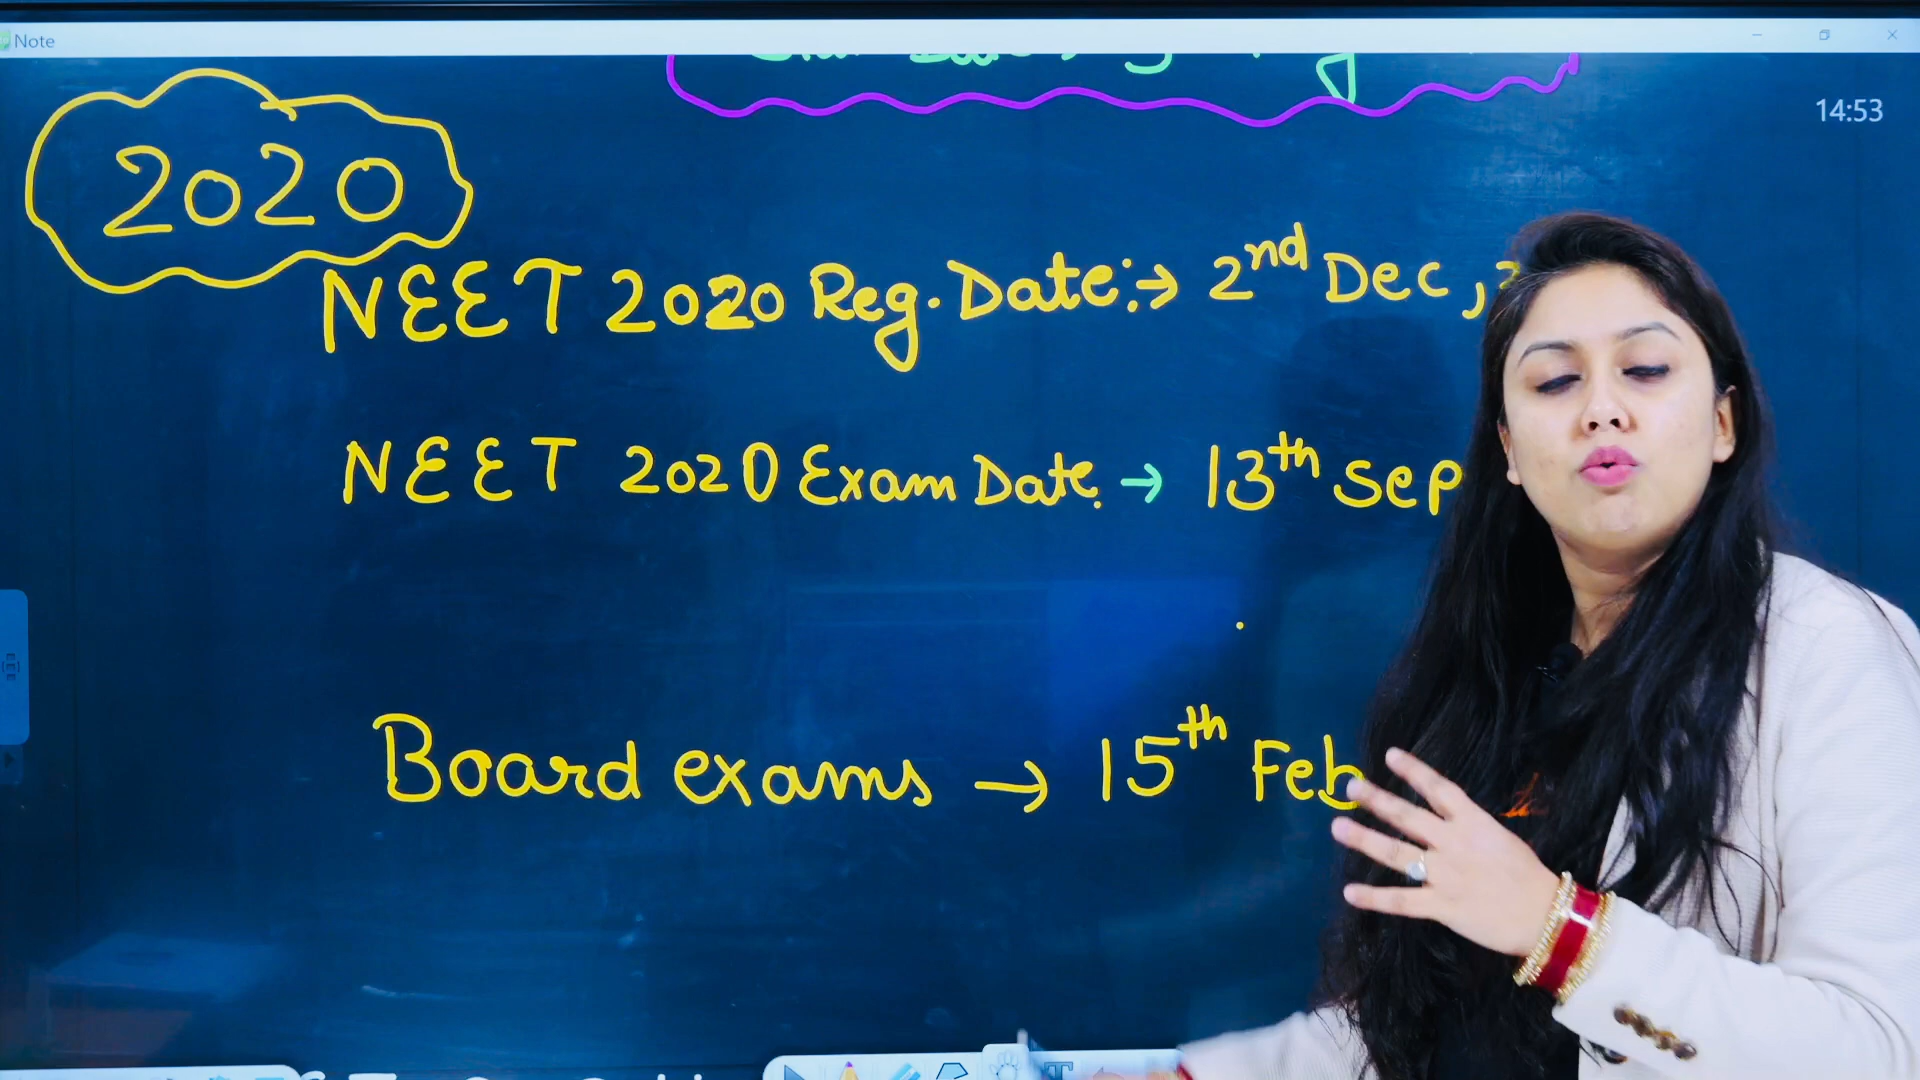 Note
14:53
2020
NEET 2020 Reg. Date :→ 2nd Dec,
NEET 2020 Exam Date. → 13th Sep
Board exams → 15th Feb